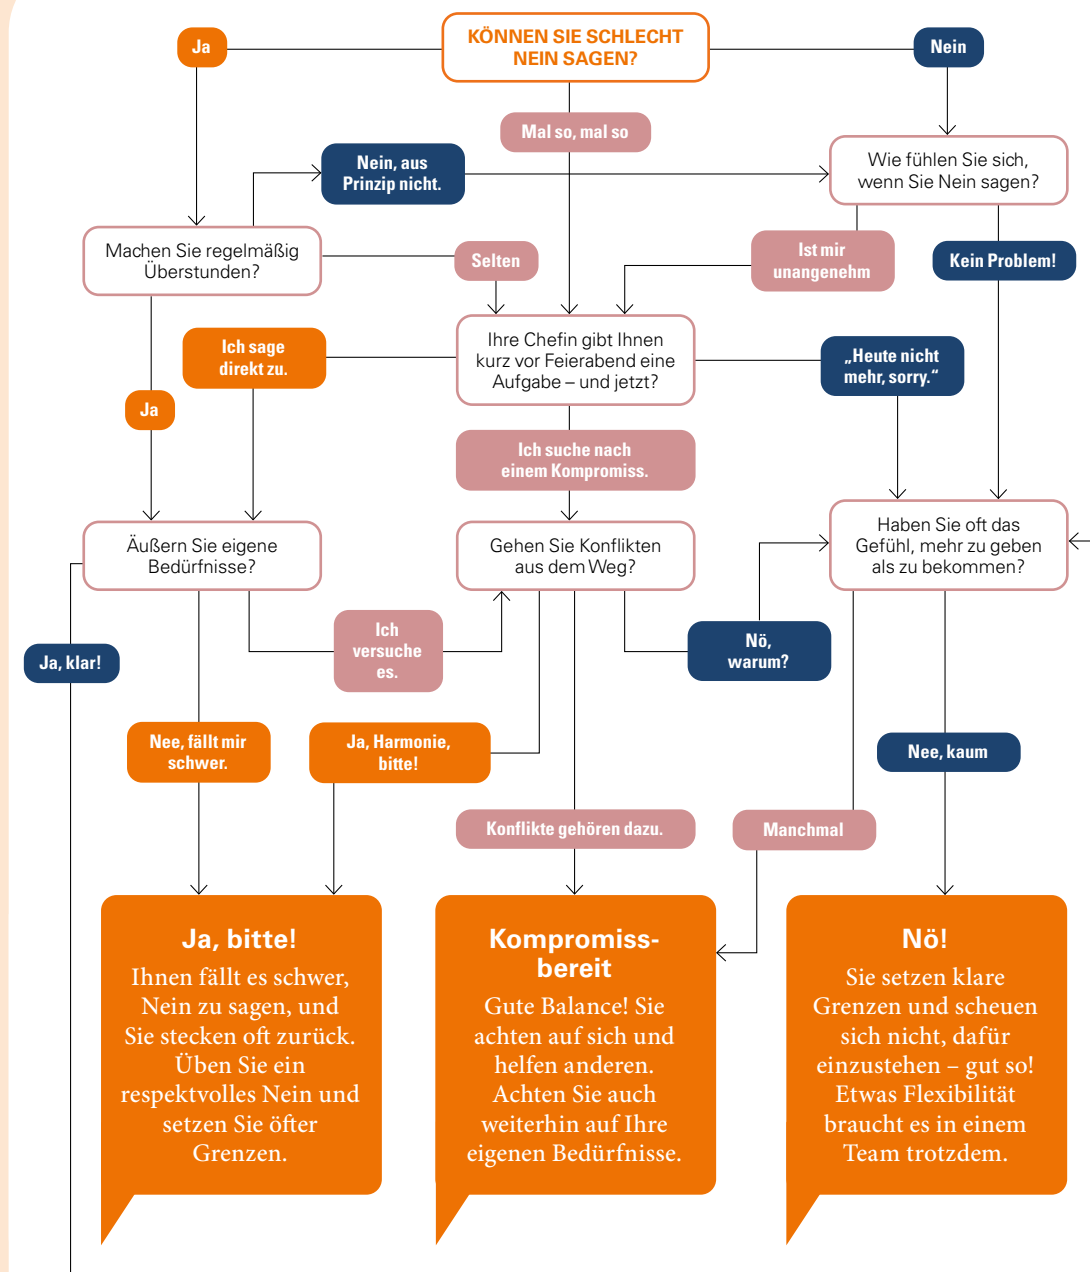 Ja
KÖNNEN SIE SCHLECHT
NEIN SAGEN?
Nein
Mal so, mal so
Nein, aus
Prinzip nicht.
Wie fühlen Sie sich,
wenn Sie Nein sagen?
Machen Sie regelmäßig
Überstunden?
Selten
Ist mir
unangenehm
Kein Problem!
Ich sage
direkt zu.
Ihre Chefin gibt Ihnen
kurz vor Feierabend eine
Aufgabe – und jetzt?
„Heute nicht
mehr, sorry.“
Ja
Ich suche nach
einem Kompromiss.
Äußern Sie eigene
Bedürfnisse?
Gehen Sie Konflikten
aus dem Weg?
Haben Sie oft das
Gefühl, mehr zu geben
als zu bekommen?
Ja, klar!
Ich
versuche
es.
Nö,
warum?
Nee, fällt mir
schwer.
Ja, Harmonie,
bitte!
Nee, kaum
Konflikte gehören dazu.
Manchmal
Ja, bitte!
Ihnen fällt es schwer,
Nein zu sagen, und
Sie stecken oft zurück.
Üben Sie ein
respektvolles Nein und
setzen Sie öfter
Grenzen.
Kompromiss-
bereit
Gute Balance! Sie
achten auf sich und
helfen anderen.
Achten Sie auch
weiterhin auf Ihre
eigenen Bedürfnisse.
Nö!
Sie setzen klare
Grenzen und scheuen
sich nicht, dafür
einzustehen – gut so!
Etwas Flexibilität
braucht es in einem
Team trotzdem.